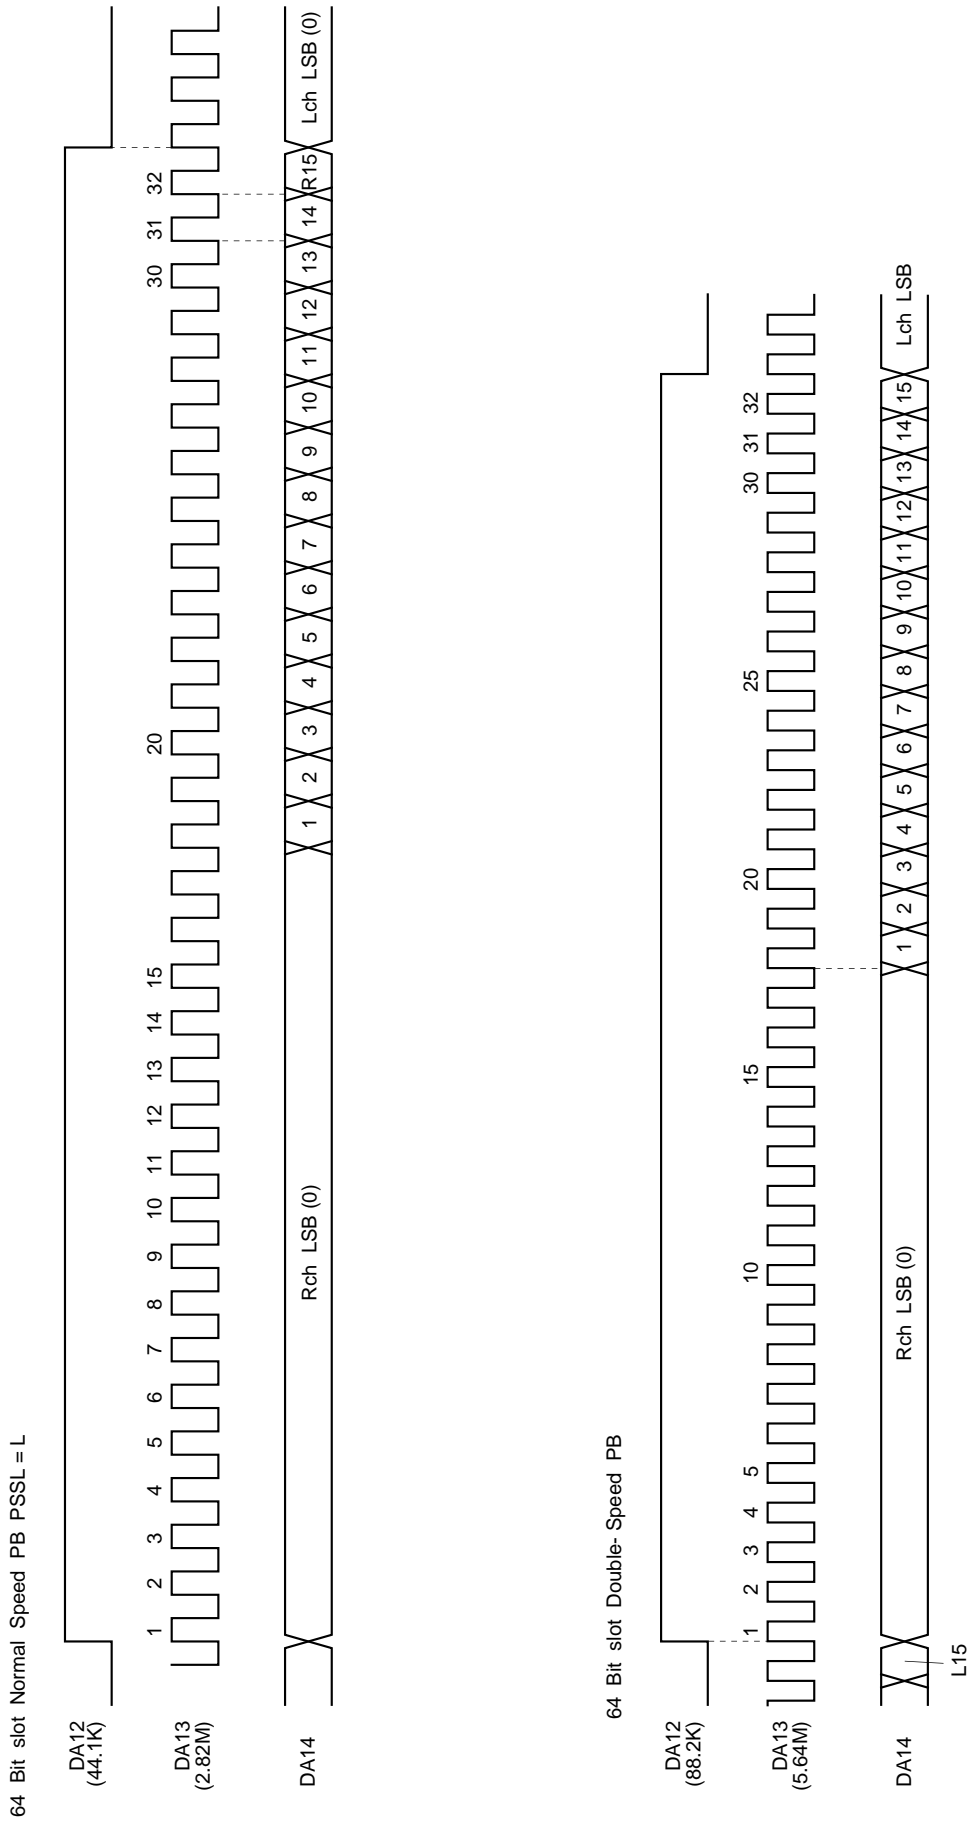 64 Bit slot Normal Speed PB PSSL = L
DA12
(44.1K)
1 2 3 4 5 6 7 8 9 10 11 12 13 14 15 20 30 31 32
DA13
(2.82M)
DA14
Rch LSB (0) 1 2 3 4 5 6 7 8 9 10 11 12 13 14 R15 Lch LSB (0)
64 Bit slot Double- Speed PB
DA12
(88.2K)
1 2 3 4 5 10 15 20 25 30 31 32
DA13
(5.64M)
DA14
Rch LSB (0) 1 2 3 4 5 6 7 8 9 10 11 12 13 14 15 Lch LSB
L15